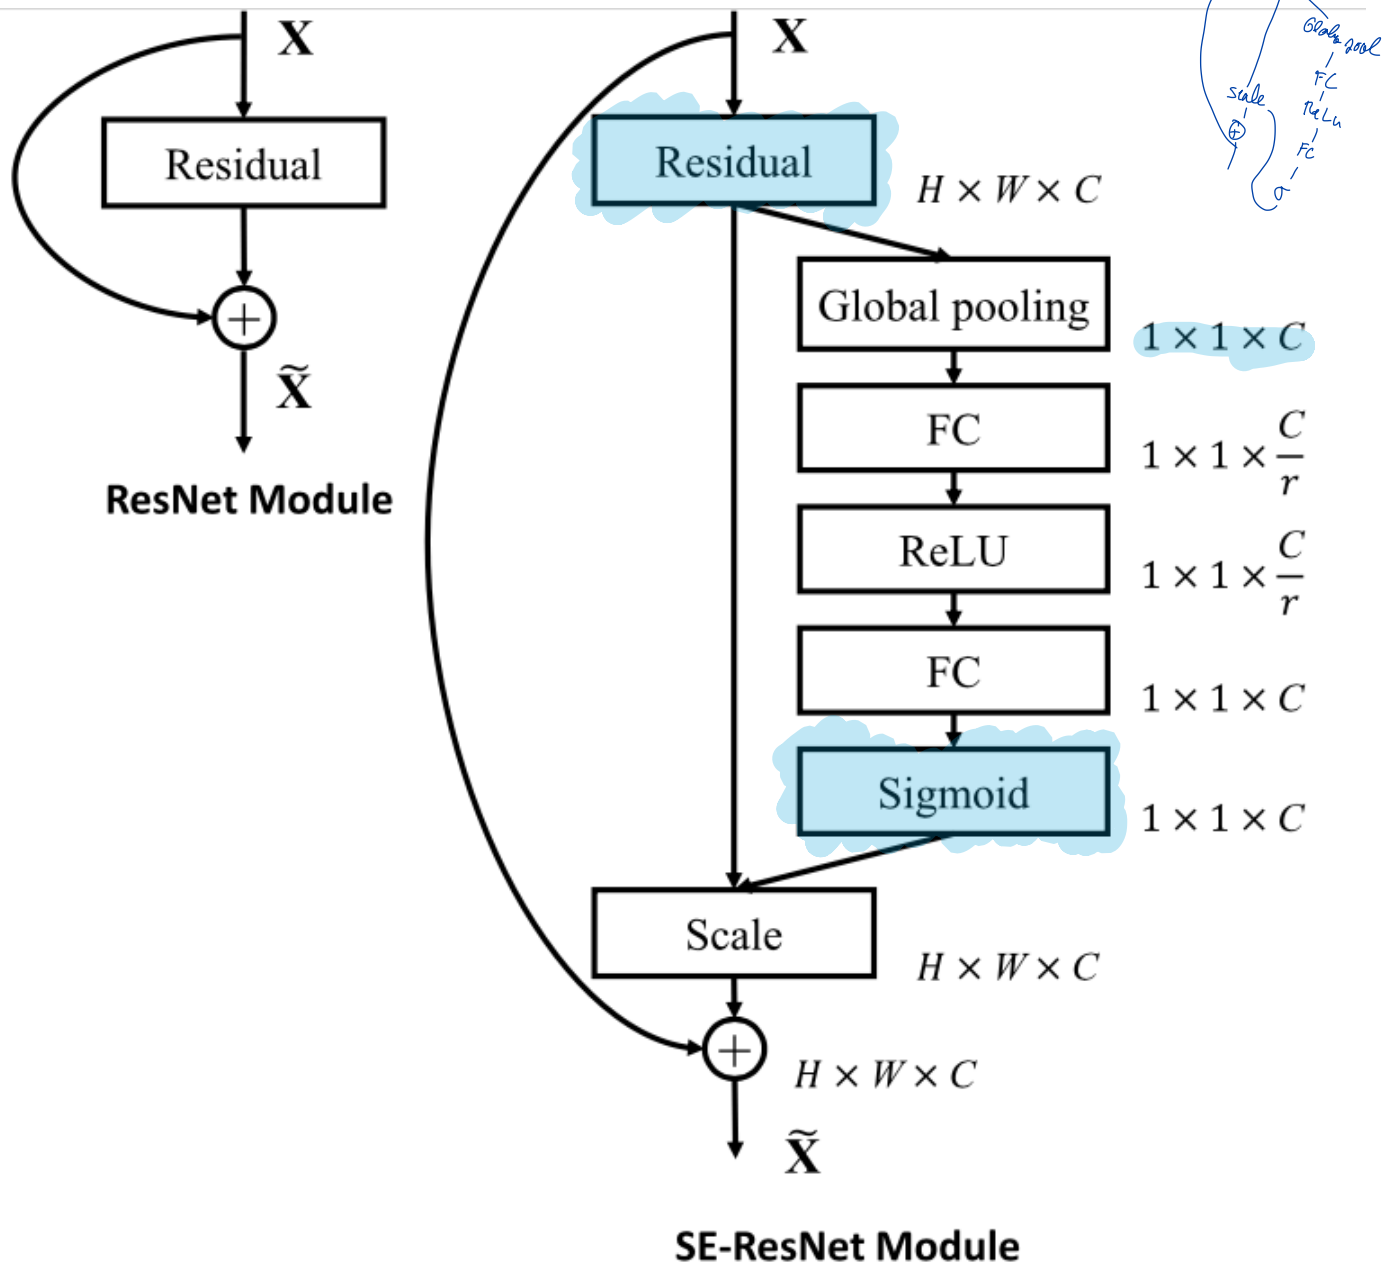 X
Residual
+
X̃
ResNet Module
X
Residual
H × W × C
Global pooling
1 × 1 × C
FC
1 × 1 × C/r
ReLU
1 × 1 × C/r
FC
1 × 1 × C
Sigmoid
1 × 1 × C
Scale
H × W × C
+
H × W × C
X̃
SE-ResNet Module
Global pool
FC
ReLu
FC
σ
scale
+